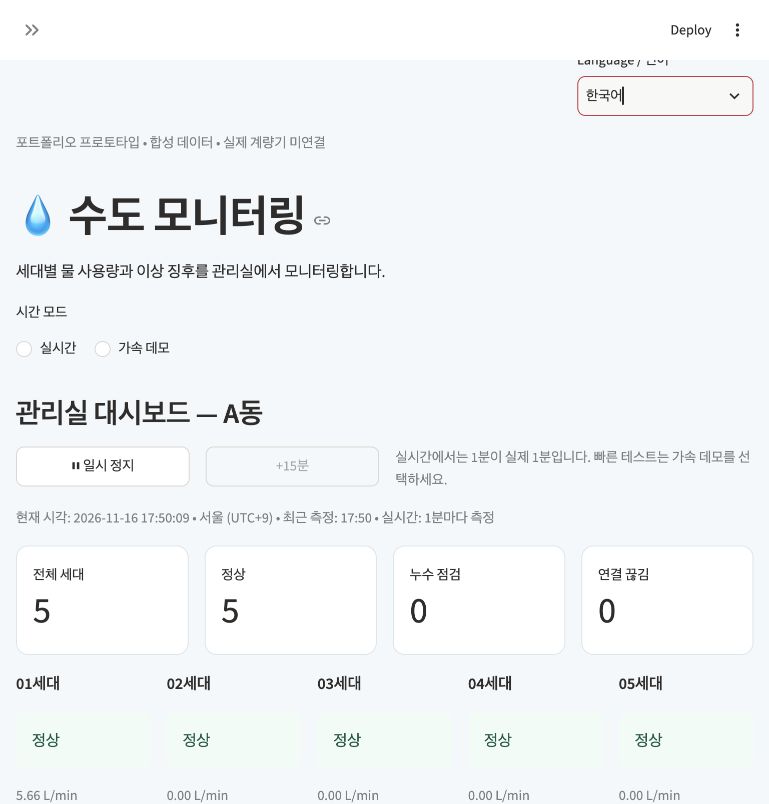 Deploy
Language / 언어
한국어
포트폴리오 프로토타입 • 합성 데이터 • 실제 계량기 미연결
수도 모니터링
세대별 물 사용량과 이상 징후를 관리실에서 모니터링합니다.
시간 모드
실시간 가속 데모
관리실 대시보드 — A동
일시 정지 +15분 실시간에서는 1분이 실제 1분입니다. 빠른 테스트는 가속 데모를 선
택하세요.
현재 시각: 2026-11-16 17:50:09 • 서울 (UTC+9) • 최근 측정: 17:50 • 실시간: 1분마다 측정
전체 세대 정상 누수 점검 연결 끊김
5 5 0 0
01세대 02세대 03세대 04세대 05세대
정상 정상 정상 정상 정상
5.66 L/min 0.00 L/min 0.00 L/min 0.00 L/min 0.00 L/min